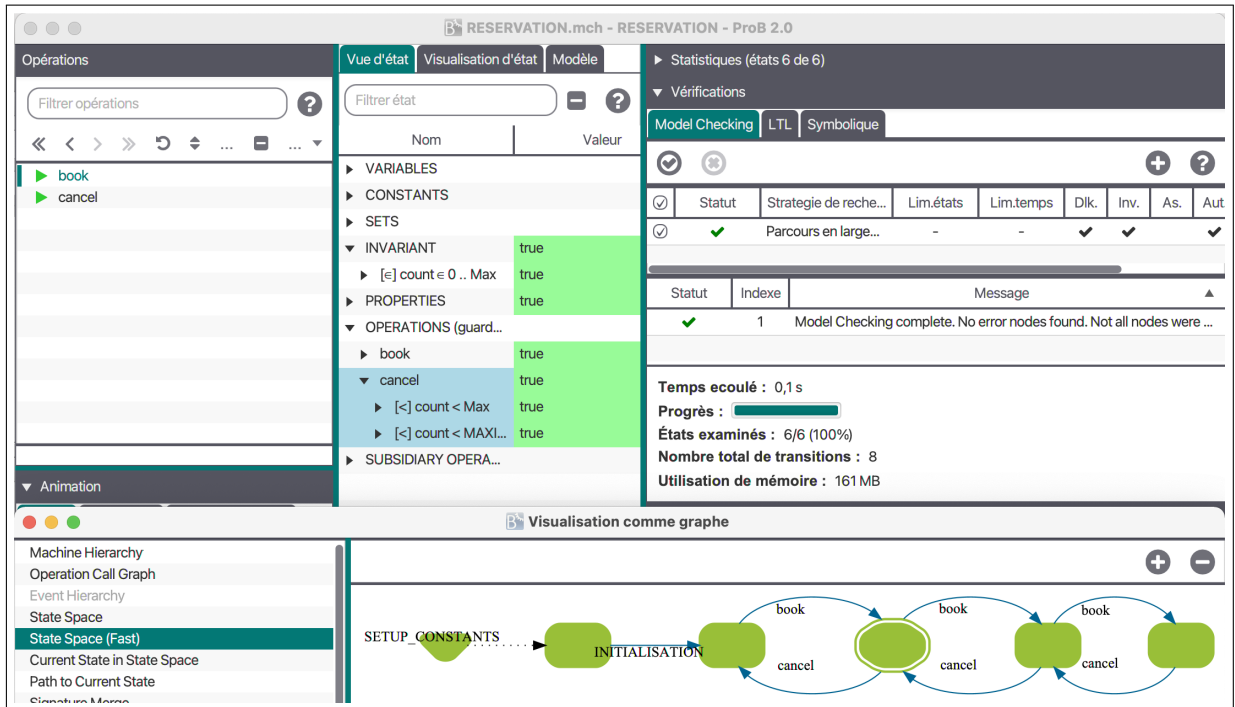 RESERVATION.mch - RESERVATION - ProB 2.0
Opérations
Filtrer opérations
... ...
book
cancel
Animation
Vue d'état Visualisation d'état Modèle
Filtrer état
Nom Valeur
VARIABLES
CONSTANTS
SETS
INVARIANT true
[∈] count ∈ 0 .. Max true
PROPERTIES true
OPERATIONS (guard...
book true
cancel true
[<] count < Max true
[<] count < MAXI... true
SUBSIDIARY OPERA...
Statistiques (états 6 de 6)
Vérifications
Model Checking LTL Symbolique
Statut Strategie de reche... Lim.états Lim.temps Dlk. Inv. As. Aut
Parcours en large... - -
Statut Indexe Message
1 Model Checking complete. No error nodes found. Not all nodes were ...
Temps ecoulé : 0,1 s
Progrès :
États examinés : 6/6 (100%)
Nombre total de transitions : 8
Utilisation de mémoire : 161 MB
Visualisation comme graphe
Machine Hierarchy
Operation Call Graph
Event Hierarchy
State Space
State Space (Fast)
Current State in State Space
Path to Current State
Signature Merge
book book book
SETUP_CONSTANTS
INITIALISATION
cancel cancel cancel